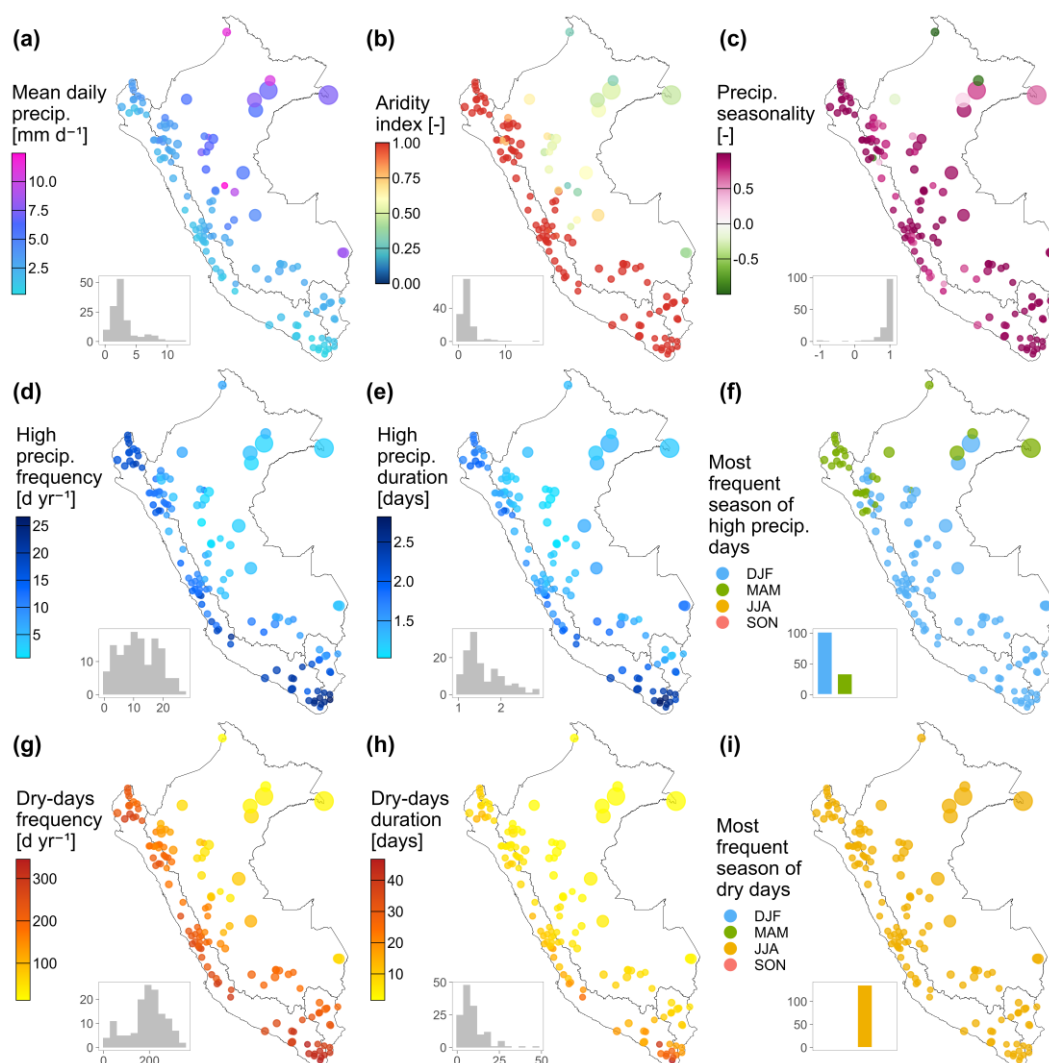 (a)
Mean daily
precip.
[mm d⁻¹]
10.0
7.5
5.0
2.5
50
25
0
0 5 10
(b)
Aridity
index [-]
1.00
0.75
0.50
0.25
0.00
40
0
0 10
(c)
Precip.
seasonality
[-]
0.5
0.0
-0.5
100
50
0
-1 0 1
(d)
High
precip.
frequency
[d yr⁻¹]
25
20
15
10
5
10
0
0 10 20
(e)
High
precip.
duration
[days]
2.5
2.0
1.5
20
0
1 2
(f)
Most
frequent
season of
high precip.
days
DJF
MAM
JJA
SON
100
50
0
(g)
Dry-days
frequency
[d yr⁻¹]
300
200
100
20
10
0
0 200
(h)
Dry-days
duration
[days]
40
30
20
10
50
25
0
0 25 50
(i)
Most
frequent
season of
dry days
DJF
MAM
JJA
SON
100
50
0